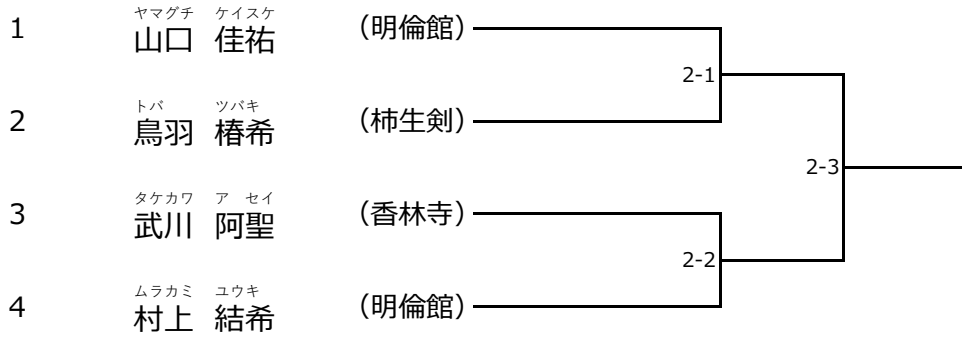 ヤマグチ ケイスケ
1 山口 佳祐 （明倫館）
2-1
トバ ツバキ
2 鳥羽 椿希 （柿生剣）
2-3
タケカワ ア セイ
3 武川 阿聖 （香林寺）
2-2
ムラカミ ユウキ
4 村上 結希 （明倫館）